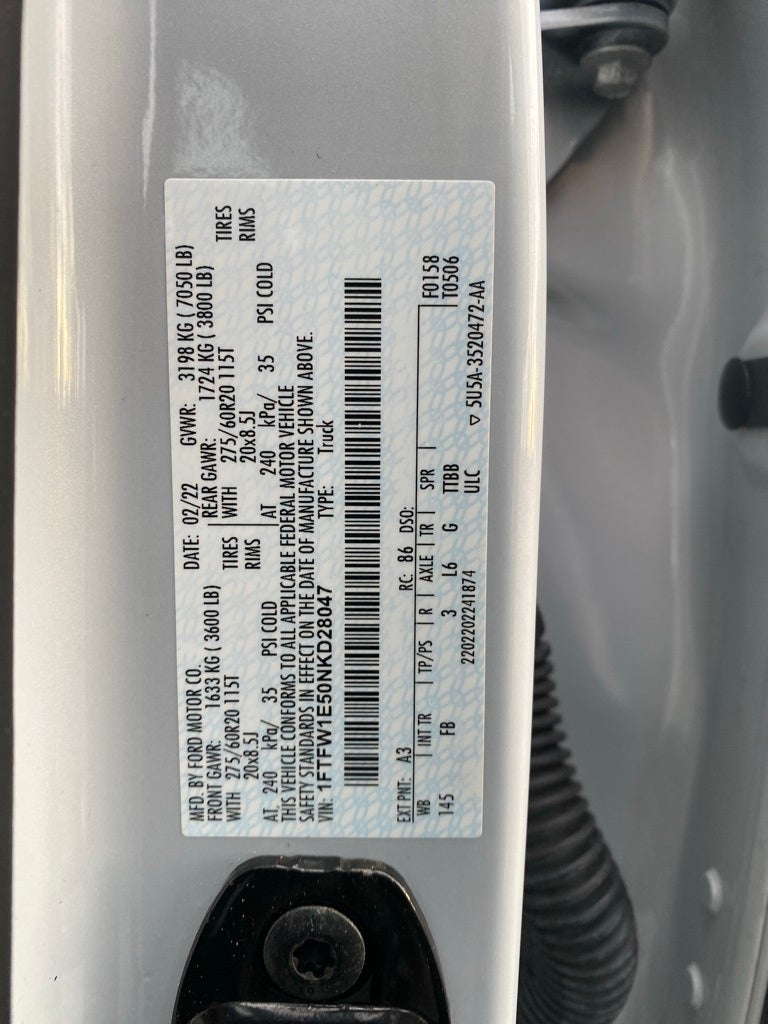 MFD. BY FORD MOTOR CO. DATE: 02/22 GVWR: 3198 KG ( 7050 LB)
FRONT GAWR: 1633 KG ( 3600 LB) REAR GAWR: 1724 KG ( 3800 LB)
WITH 275/60R20 115T TIRES WITH 275/60R20 115T TIRES
20x8.5J RIMS 20x8.5J RIMS
AT 240 kPa/ 35 PSI COLD AT 240 kPa/ 35 PSI COLD
THIS VEHICLE CONFORMS TO ALL APPLICABLE FEDERAL MOTOR VEHICLE
SAFETY STANDARDS IN EFFECT ON THE DATE OF MANUFACTURE SHOWN ABOVE.
VIN: 1FTFW1E50NKD28047 TYPE: Truck
EXT PNT: A3 RC: 86 DSO: F0158
WB INT TR TP/PS R AXLE TR SPR T0506
145 FB 3 L6 G TTBB
2202202241874 ULC ▽ 5U5A-3520472-AA